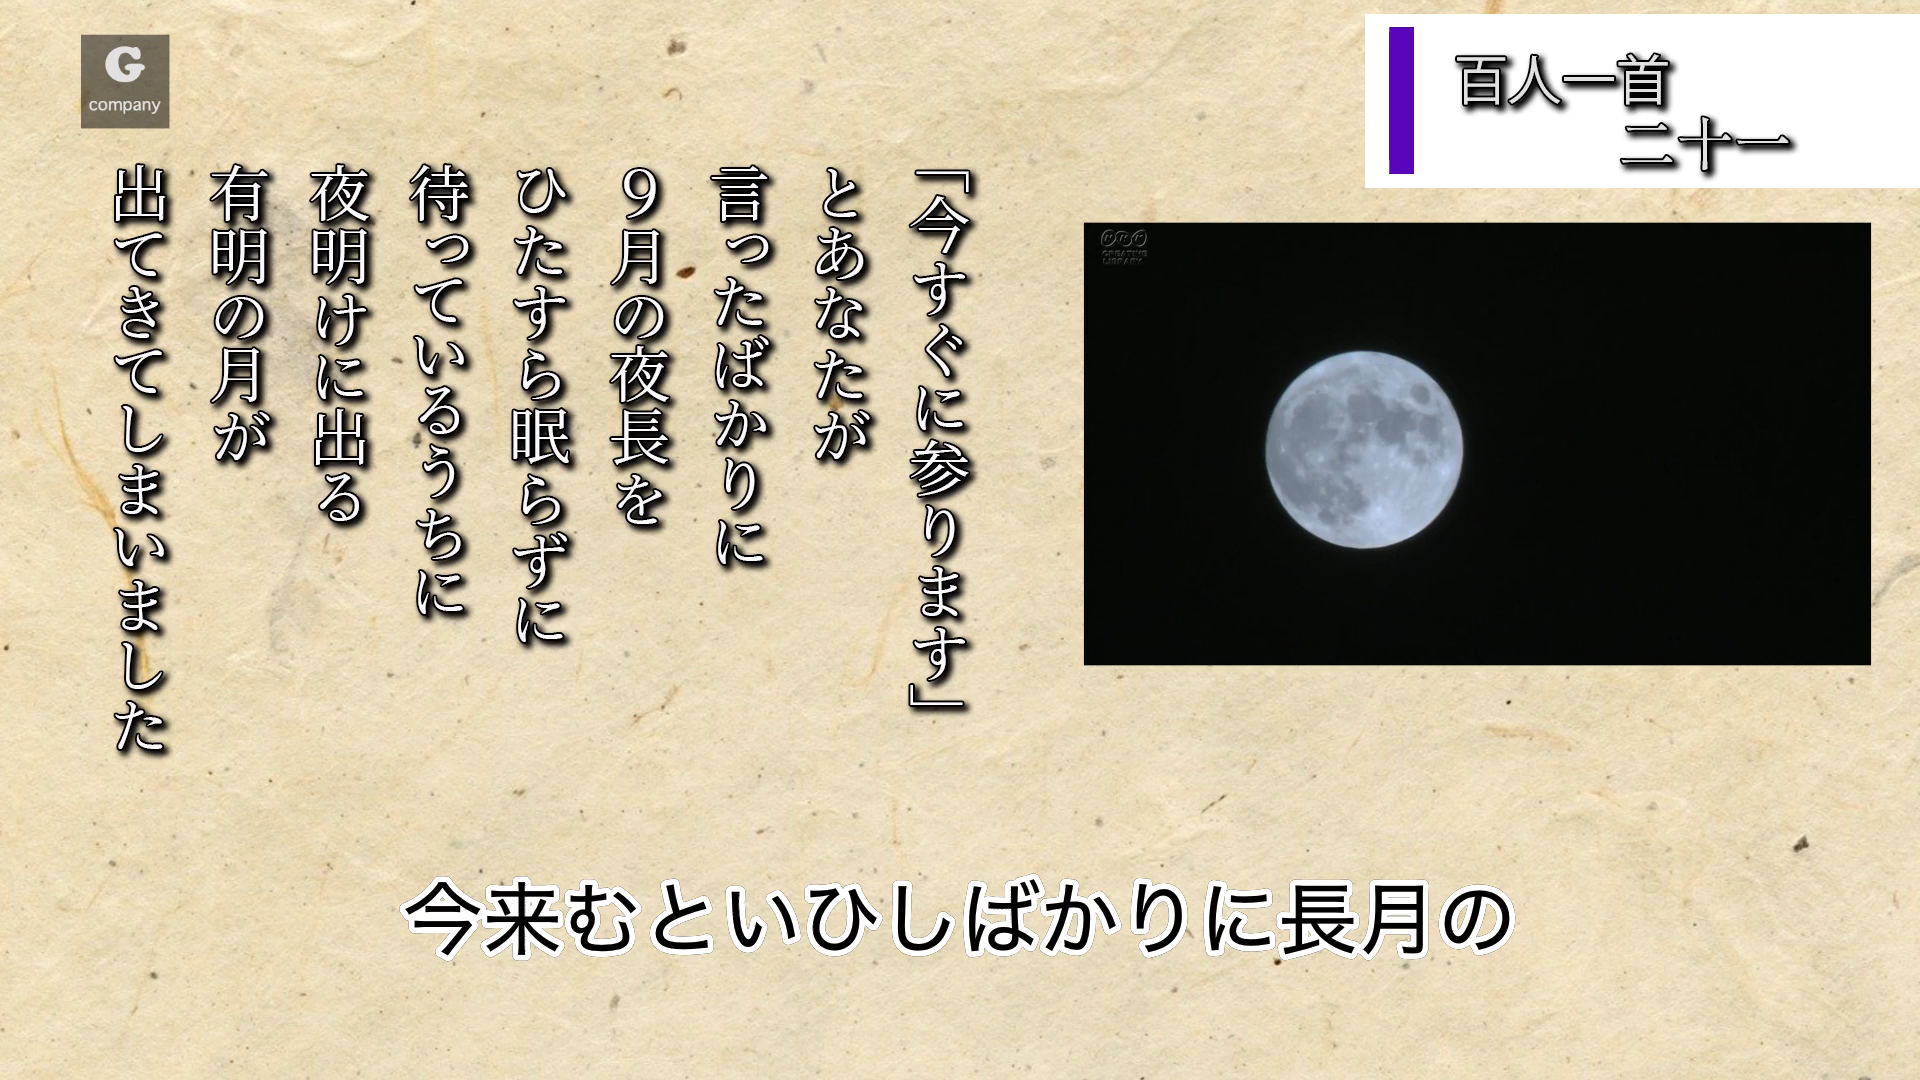 G
company
百人一首
二十一
「今すぐに参ります」
とあなたが
言ったばかりに
９月の夜長を
ひたすら眠らずに
待っているうちに
夜明けに出る
有明の月が
出てきてしまいました
NHK
CREATIVE
LIBRARY
今来むといひしばかりに長月の